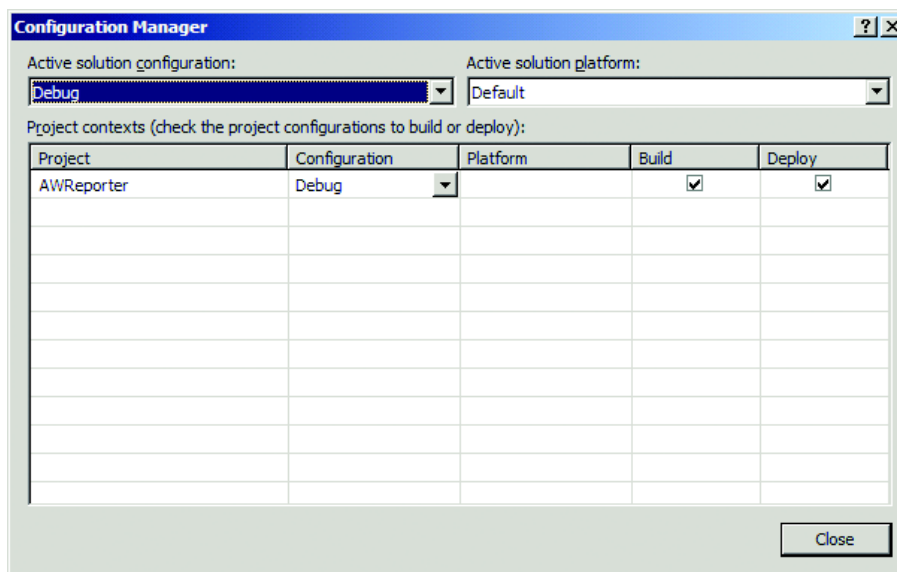 Configuration Manager
Active solution configuration: Active solution platform:
Debug Default
Project contexts (check the project configurations to build or deploy):
Project Configuration Platform Build Deploy
AWReporter Debug
Close